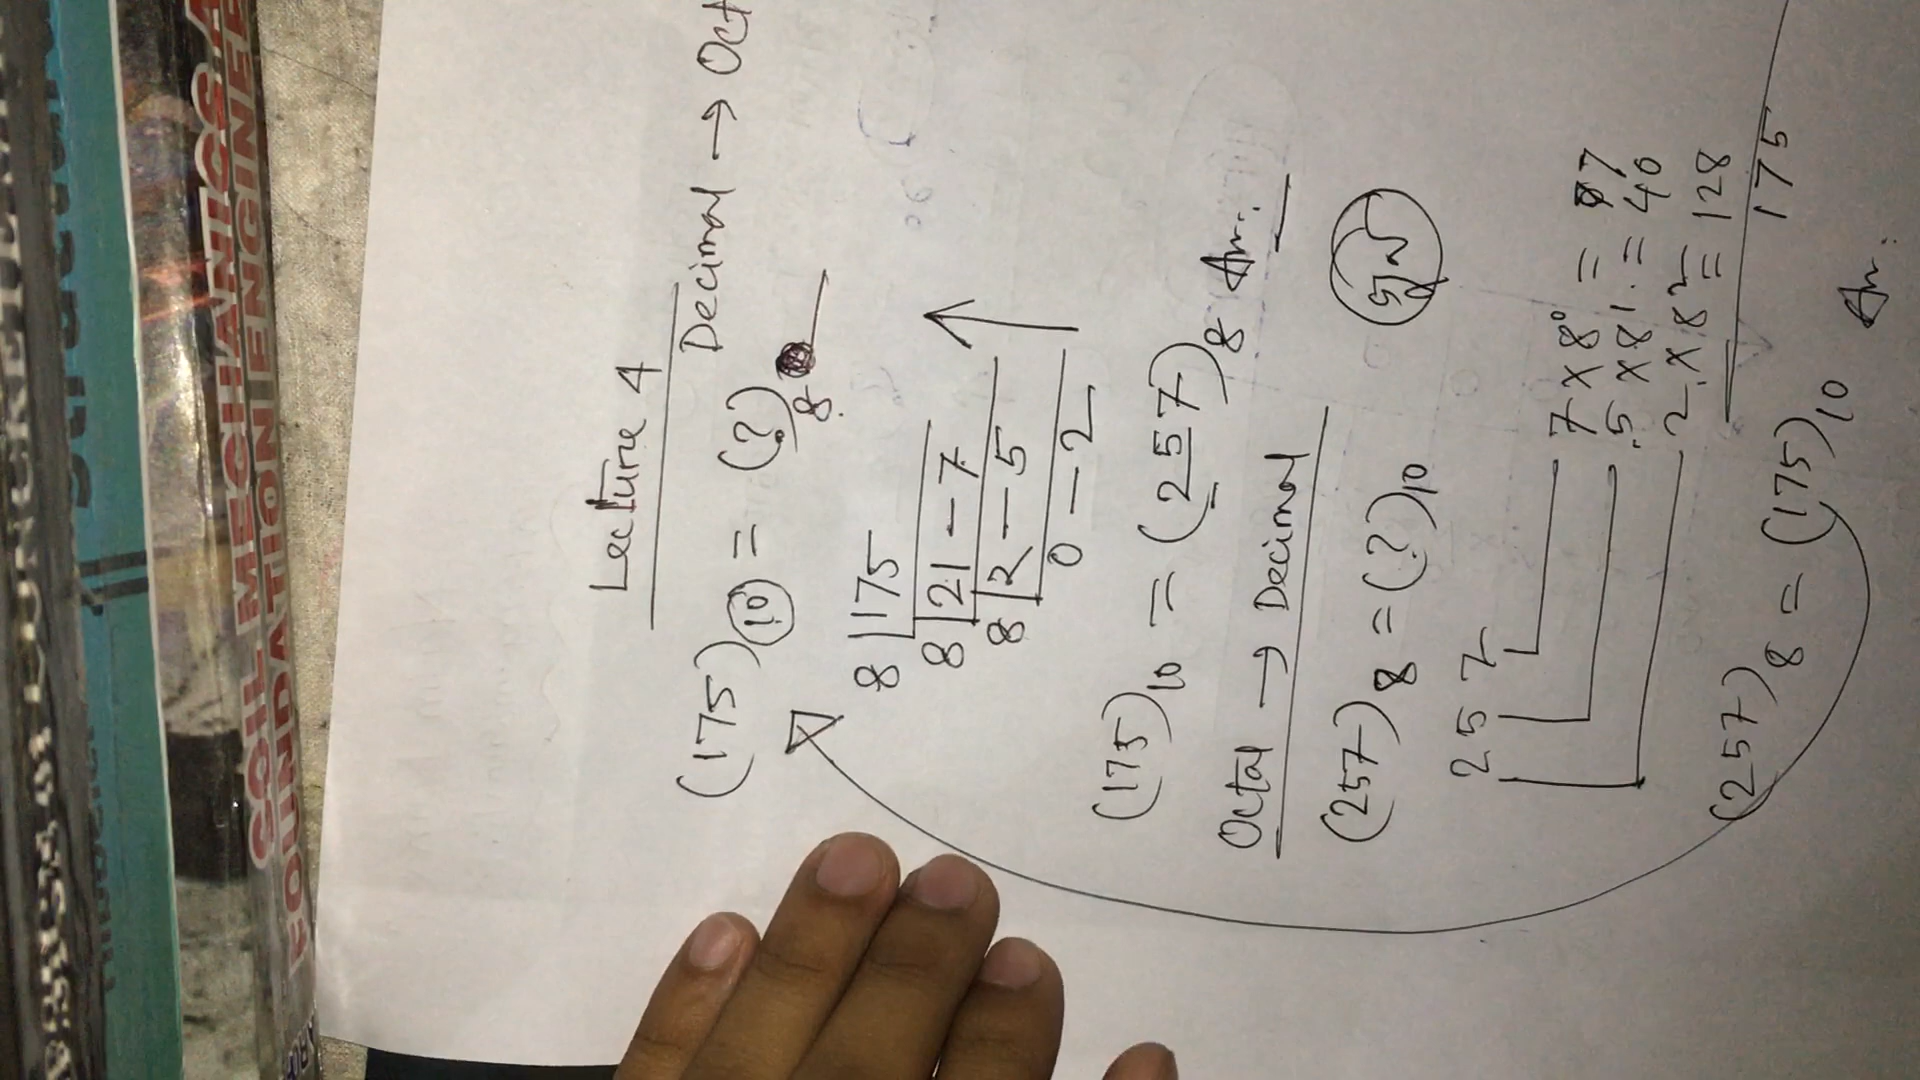 Lecture 4
Decimal → Oct
(175)10 = (?)8
8 175
8 21 - 7
8 2 - 5
0 - 2
(175)10 = (257)8 Ans.
Octal → Decimal
(257)8 = (?)10
2 5 7
7 × 8⁰ = 7
5 × 8¹ = 40
2 × 8² = 128
175
(257)8 = (175)10 Ans:
SOIL MECHANICS A
FOUNDATION ENGINEE